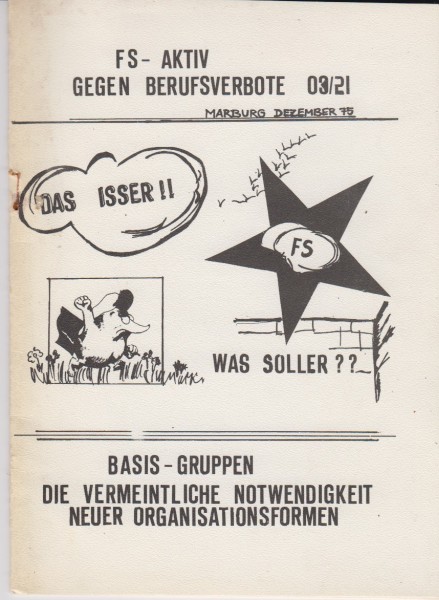 FS - AKTIV
GEGEN BERUFSVERBOTE 03/21
MARBURG DEZEMBER 75
DAS ISSER!!
FS
WAS SOLLER??
BASIS - GRUPPEN
DIE VERMEINTLICHE NOTWENDIGKEIT
NEUER ORGANISATIONSFORMEN